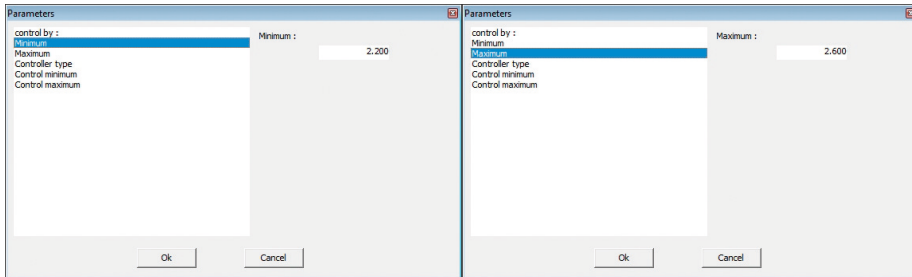 Parameters
control by :
Minimum
Maximum
Controller type
Control minimum
Control maximum
Minimum :
2.200
Ok
Cancel
Parameters
control by :
Minimum
Maximum
Controller type
Control minimum
Control maximum
Maximum :
2.600
Ok
Cancel